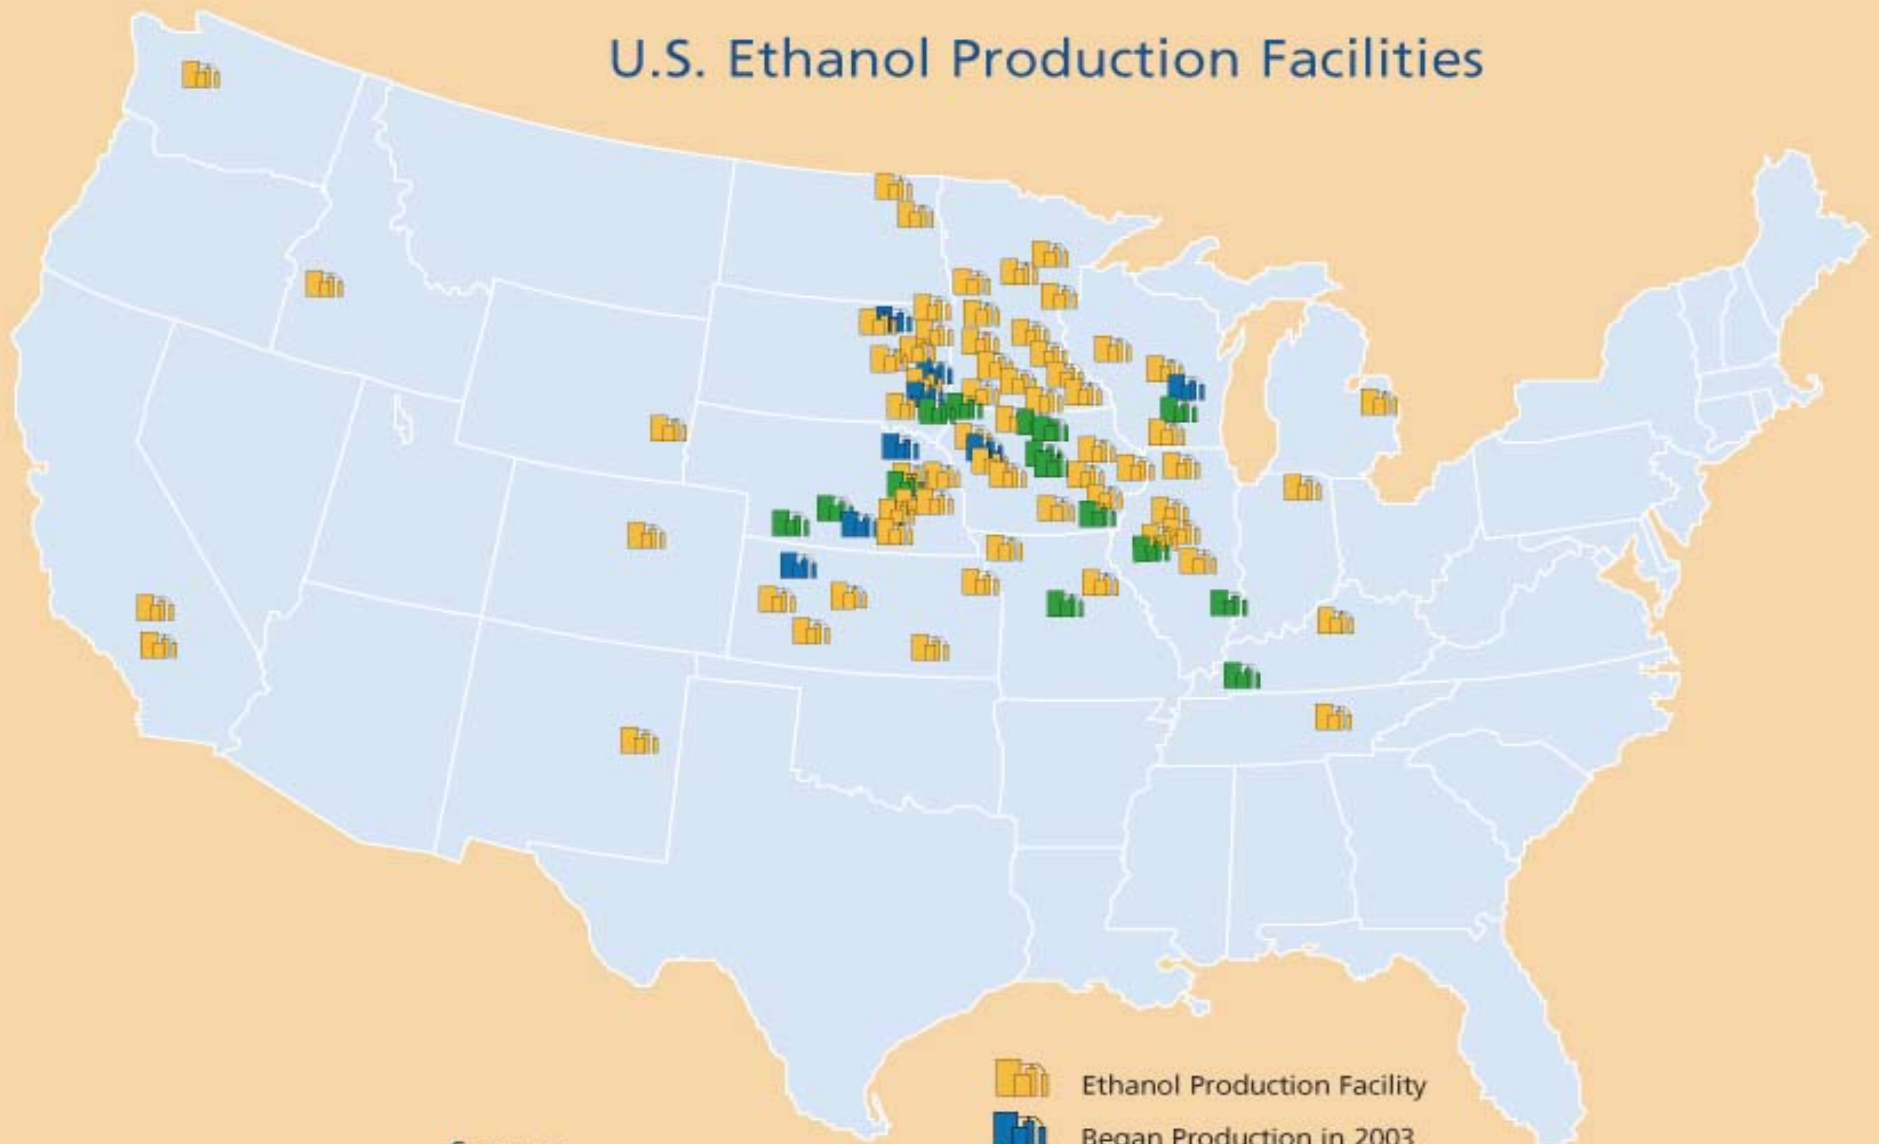 U.S. Ethanol Production Facilities
Ethanol Production Facility
Began Production in 2003